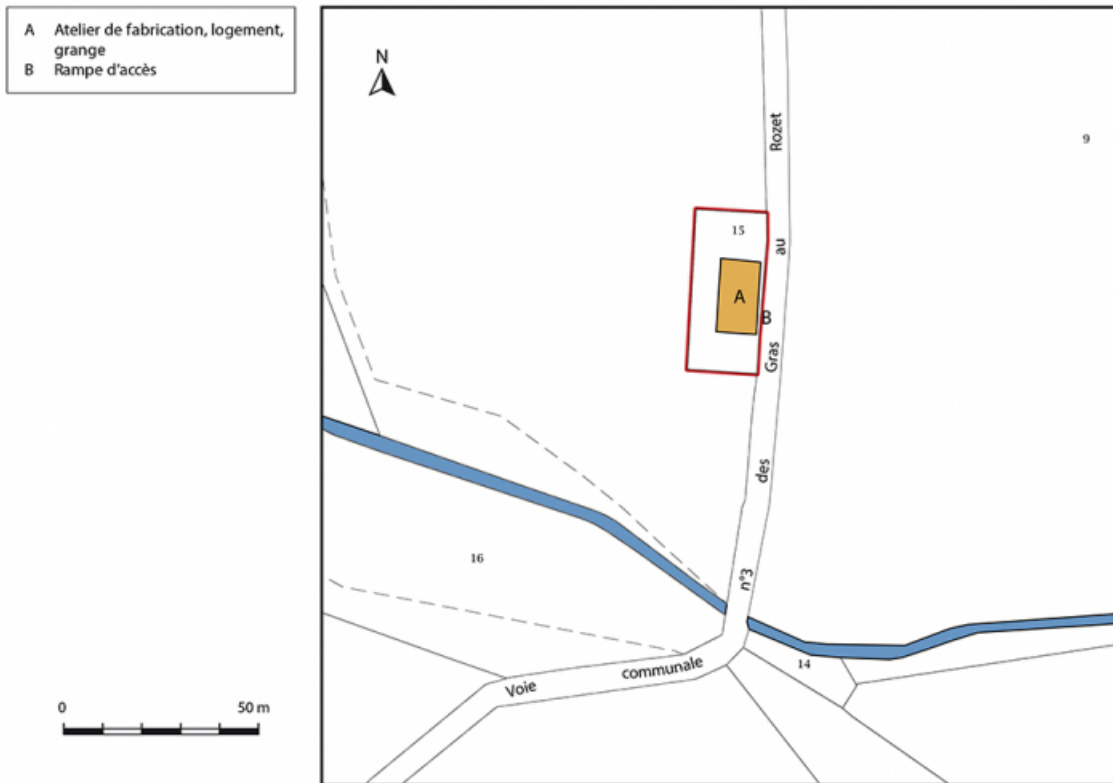 A Atelier de fabrication, logement,
grange
B Rampe d'accès
N
Rozet
9
15
au
A
B
Gras
des
16
n°3
14
Voie communale
0 50 m